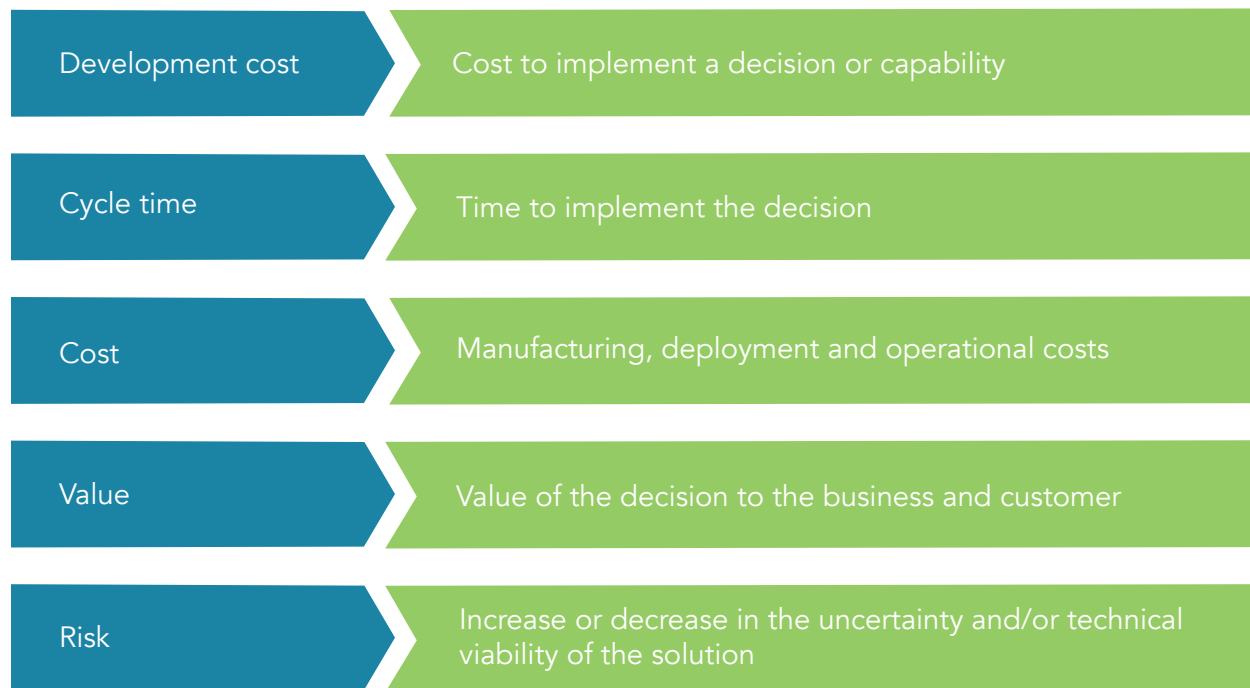 Development cost
Cost to implement a decision or capability
Cycle time
Time to implement the decision
Cost
Manufacturing, deployment and operational costs
Value
Value of the decision to the business and customer
Risk
Increase or decrease in the uncertainty and/or technical
viability of the solution